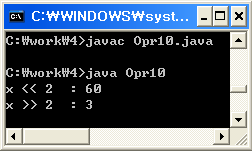 C:₩WINDOWS₩syst...
C:₩work₩4>javac Opr10.java
C:₩work₩4>java Opr10
x << 2  : 60
x >> 2  : 3